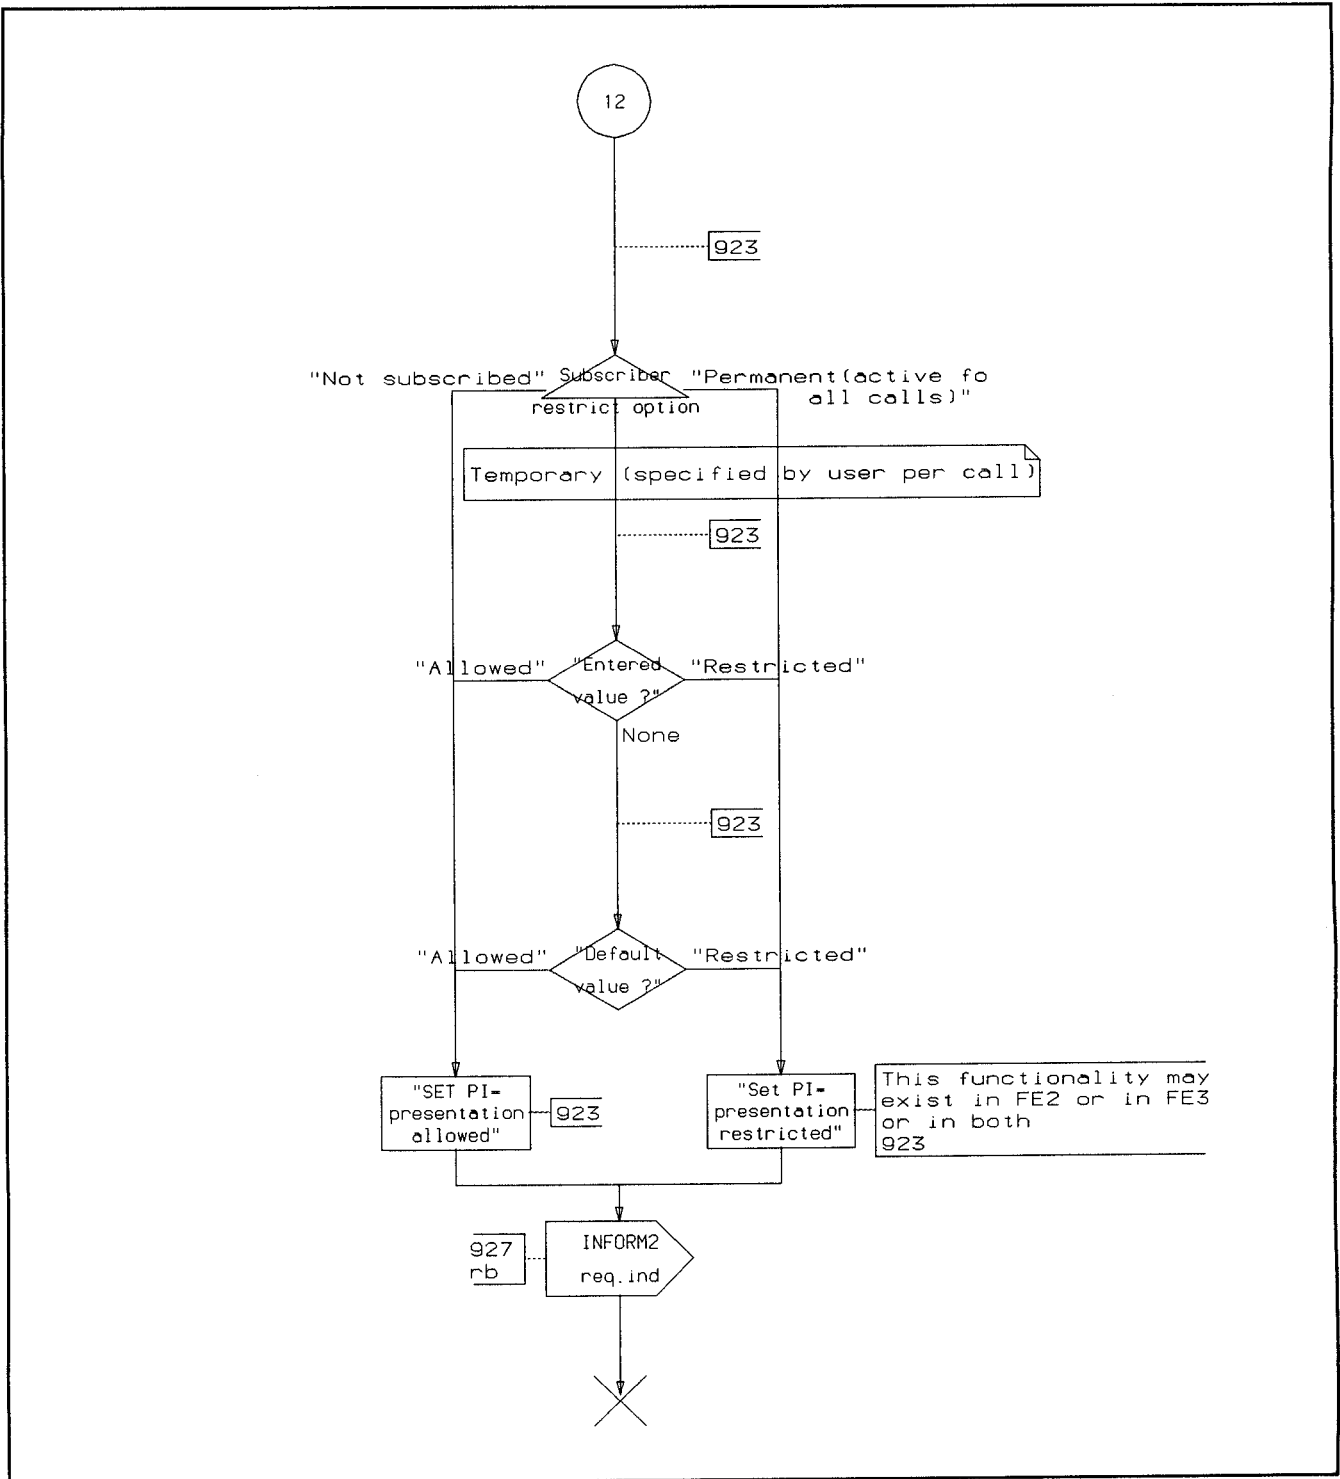 12
923
"Not subscribed" Subscriber "Permanent(active fo
restrict option all calls)"
Temporary (specified by user per call)
923
"Allowed" "Entered "Restricted"
value ?"
None
923
"Allowed" "Default "Restricted"
value ?"
"SET PI-
presentation
allowed"
923
"Set PI-
presentation
restricted"
This functionality may
exist in FE2 or in FE3
or in both
923
927
rb
INFORM2
req.ind